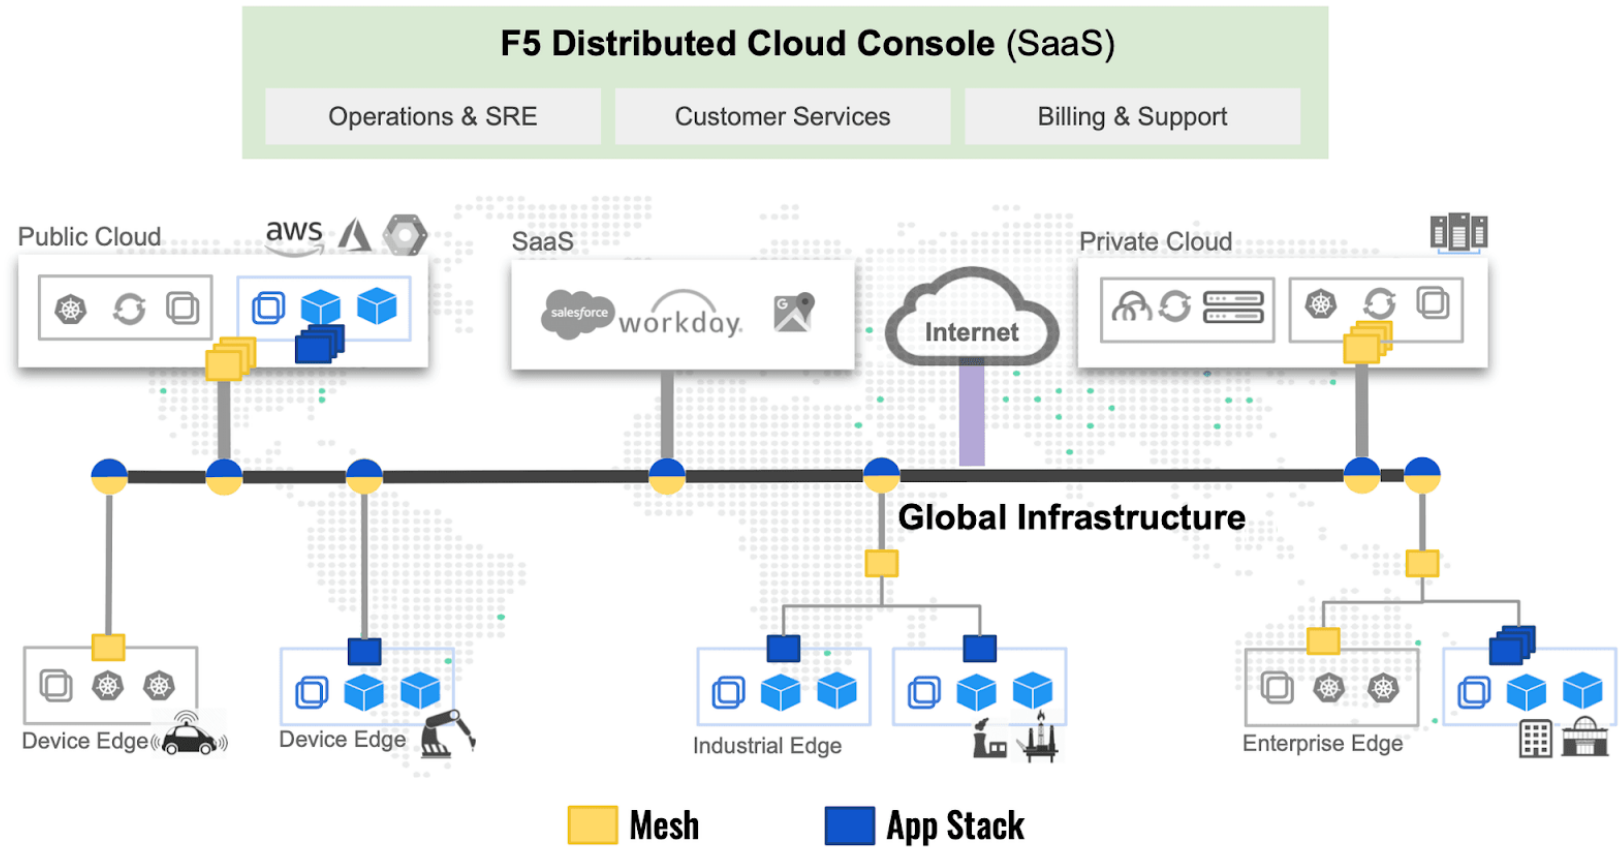 F5 Distributed Cloud Console (SaaS)
Operations & SRE
Customer Services
Billing & Support
Public Cloud
aws
SaaS
Private Cloud
salesforce
workday.
G
Internet
Global Infrastructure
Device Edge
Device Edge
Industrial Edge
Enterprise Edge
Mesh
App Stack